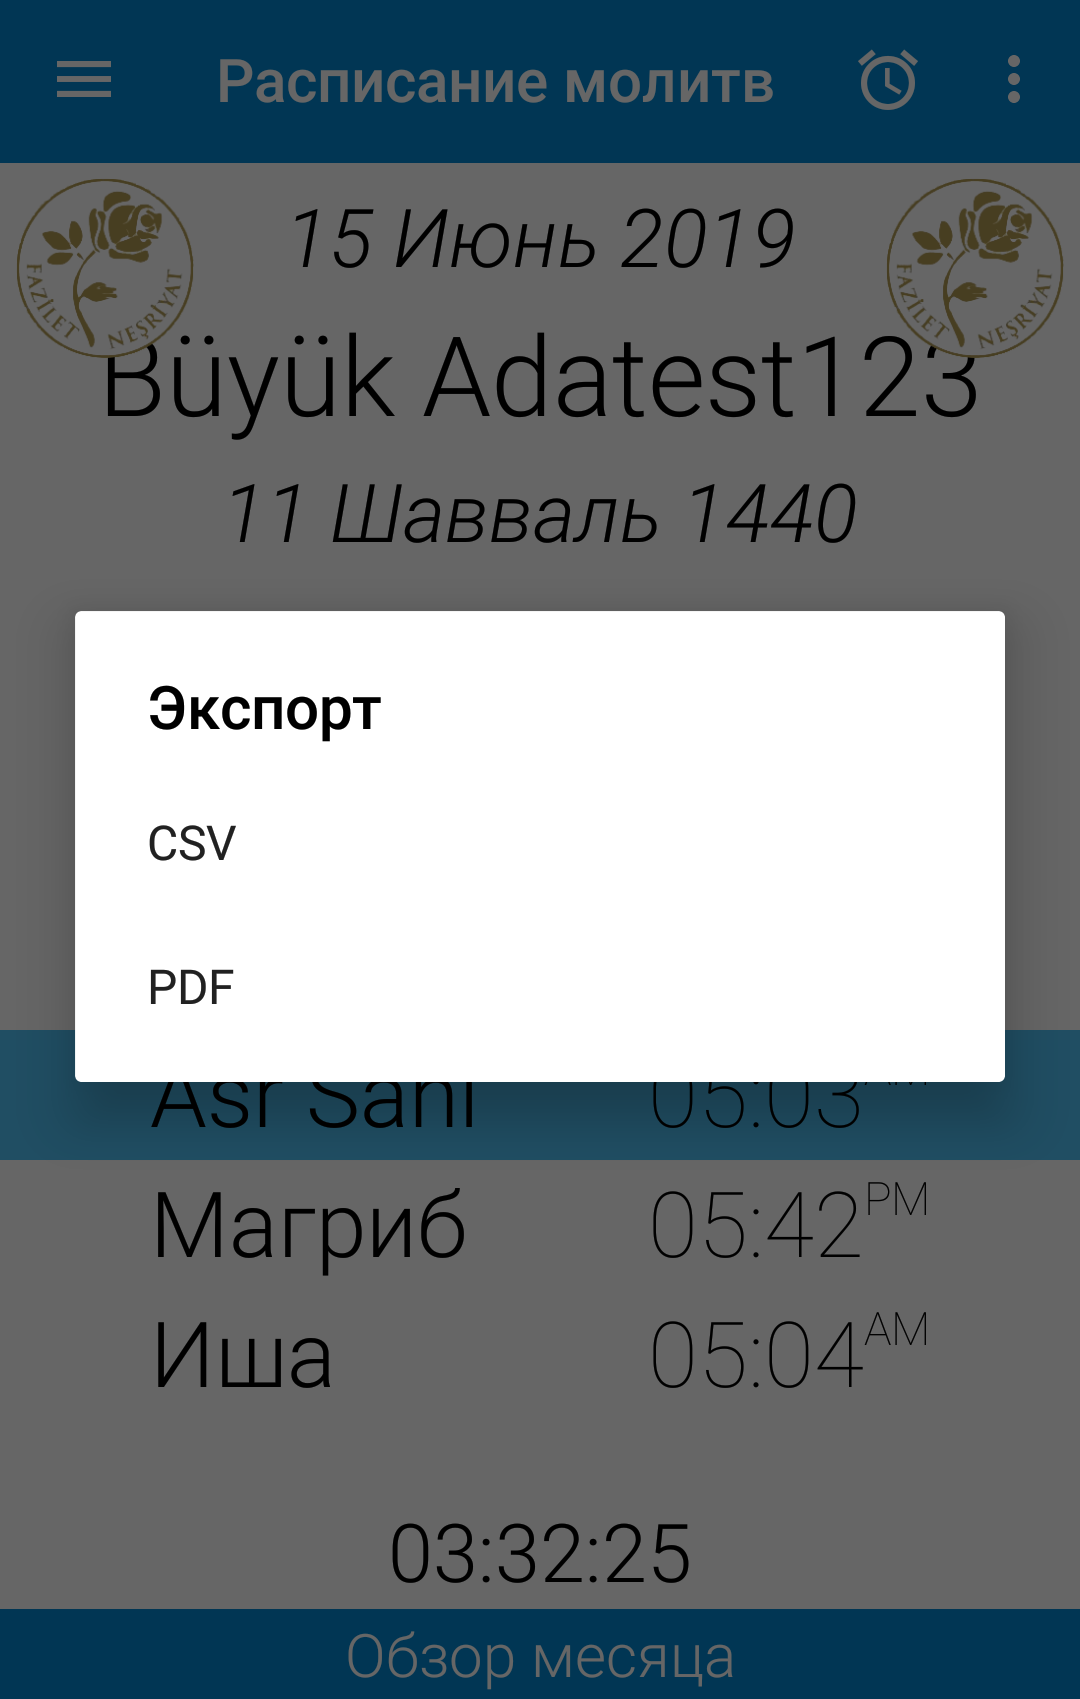 Расписание молитв
FAZİLET NEŞRİYAT
FAZİLET NEŞRİYAT
15 Июнь 2019
Büyük Adatest123
11 Шавваль 1440
Экспорт
CSV
PDF
Asr Sani 05:03 AM
Магриб 05:42 PM
Иша 05:04 AM
03:32:25
Обзор месяца